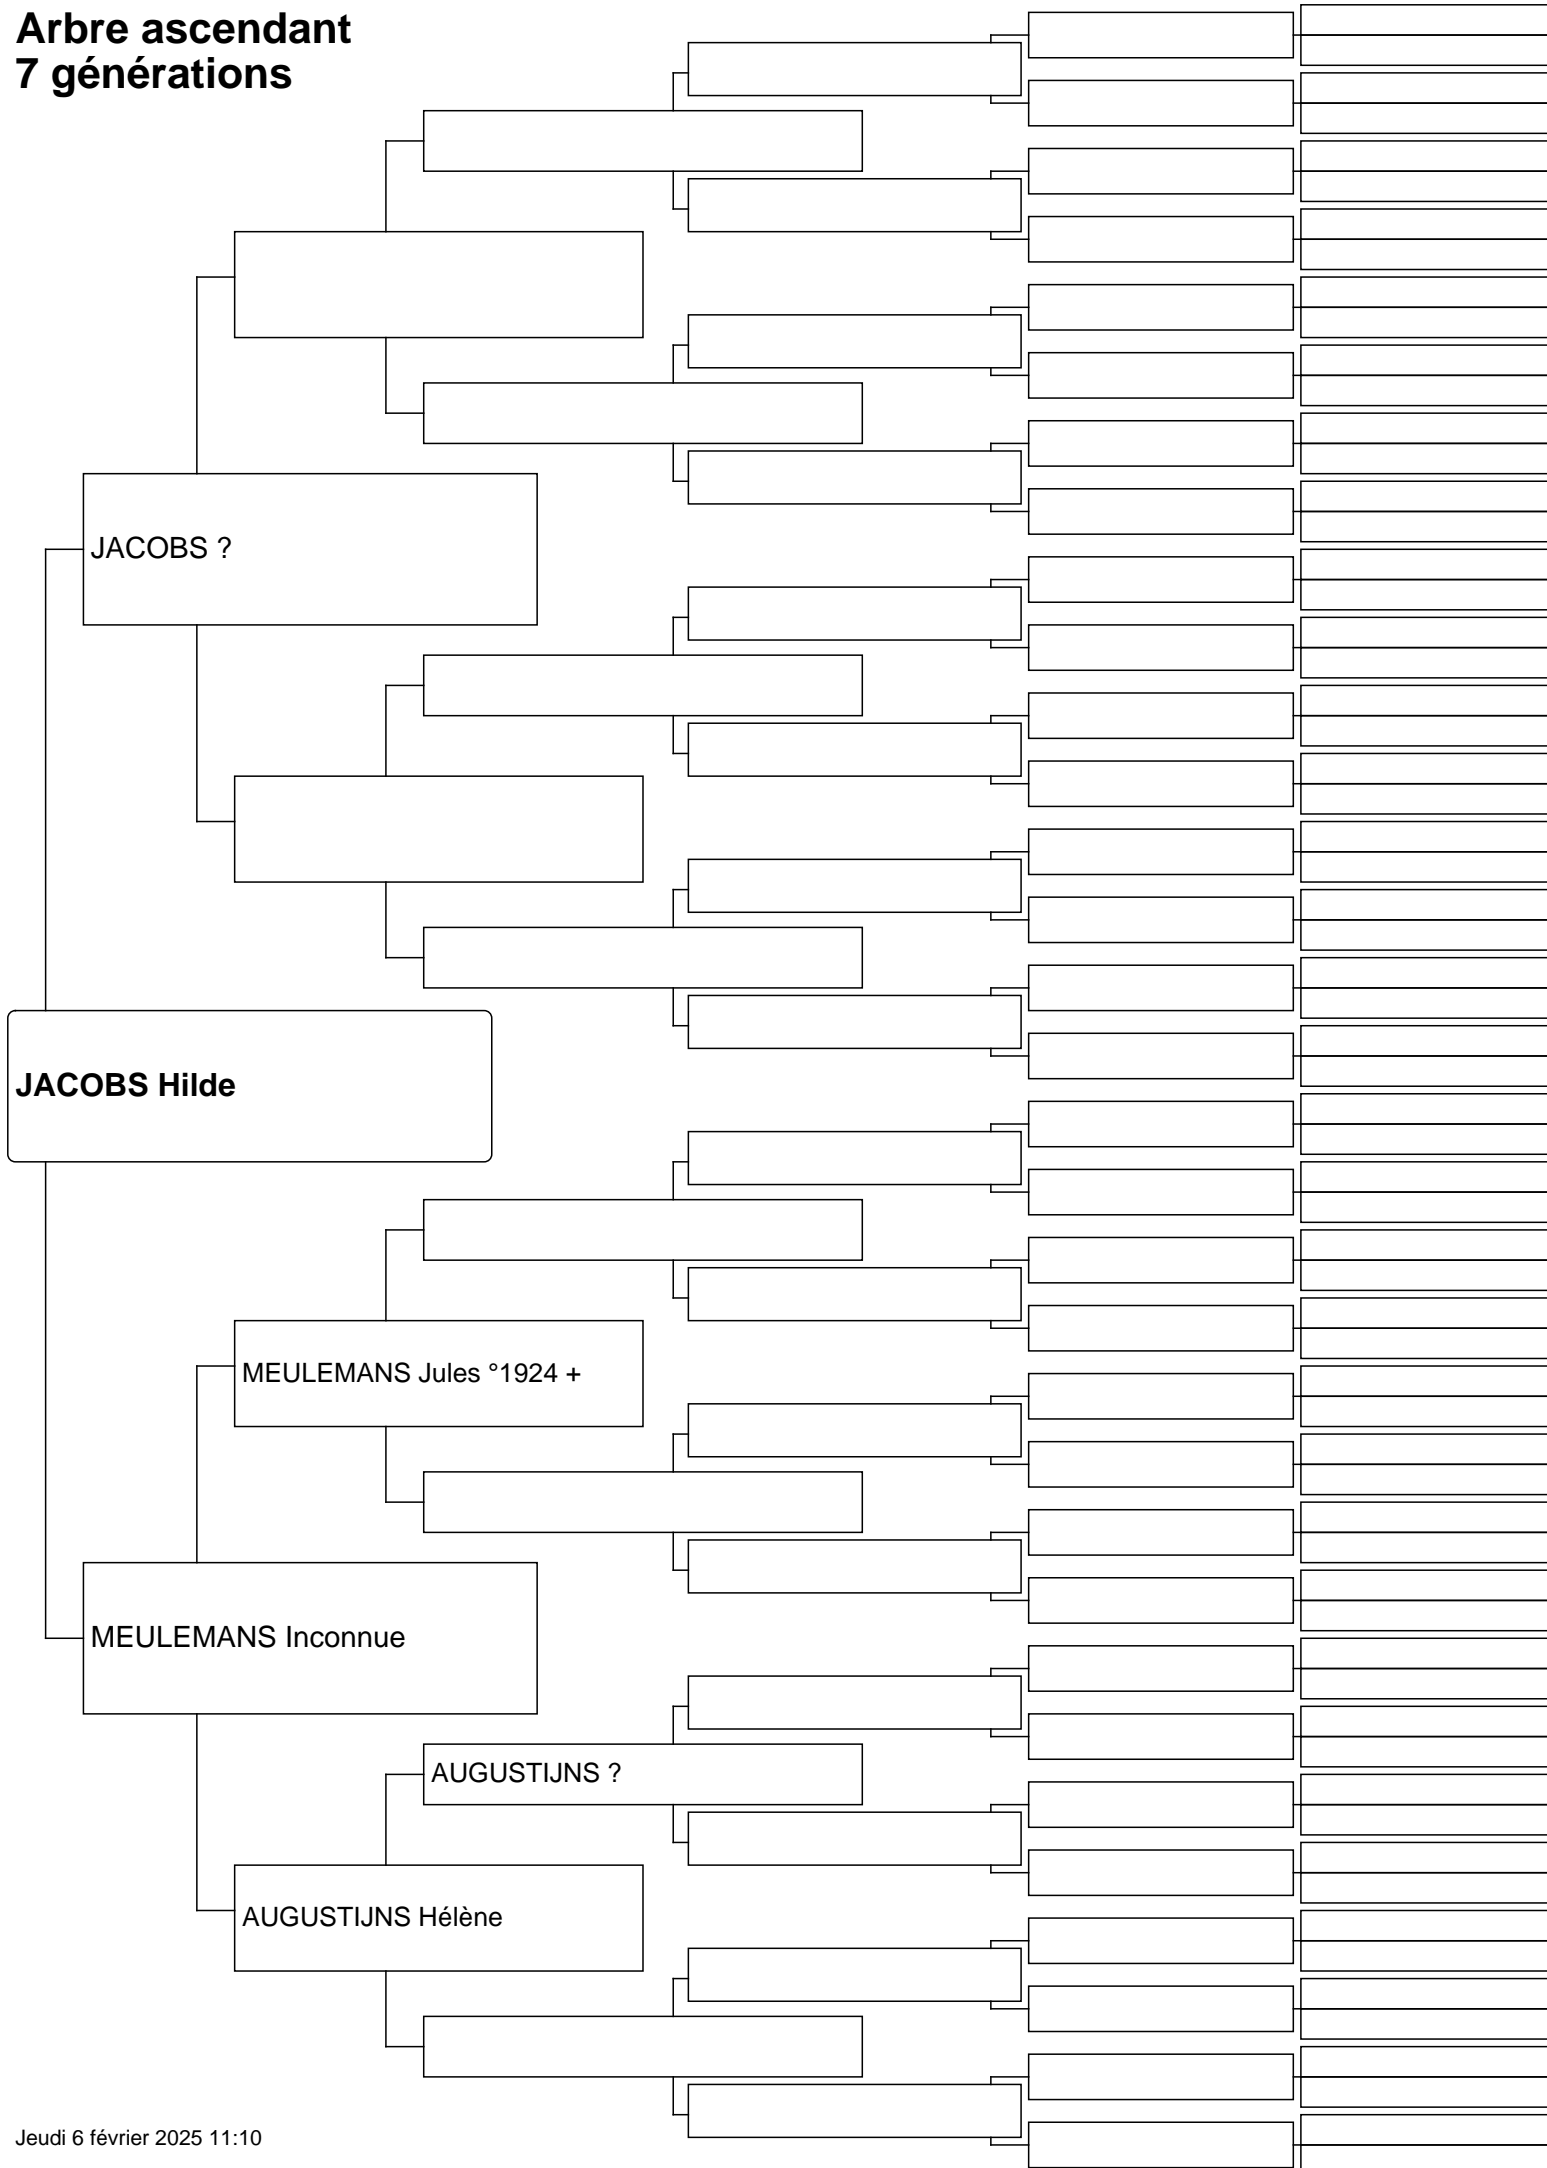 Arbre ascendant
7 générations
JACOBS ?
JACOBS Hilde
MEULEMANS Jules °1924 +
MEULEMANS Inconnue
AUGUSTIJNS ?
AUGUSTIJNS Hélène
Jeudi 6 février 2025 11:10